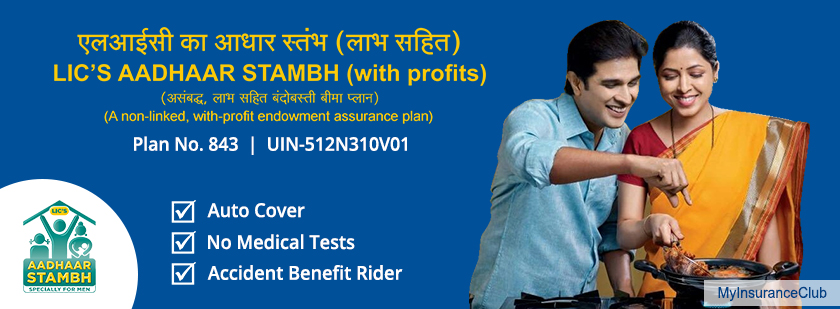 एलआईसी का आधार स्तंभ (लाभ सहित)
LIC'S AADHAAR STAMBH (with profits)
(असंबद्ध, लाभ सहित बंदोबस्ती बीमा प्लान)
(A non-linked, with-profit endowment assurance plan)
Plan No. 843 | UIN-512N310V01
Auto Cover
No Medical Tests
Accident Benefit Rider
LIC'S
AADHAAR
STAMBH
SPECIALLY FOR MEN
MyInsuranceClub